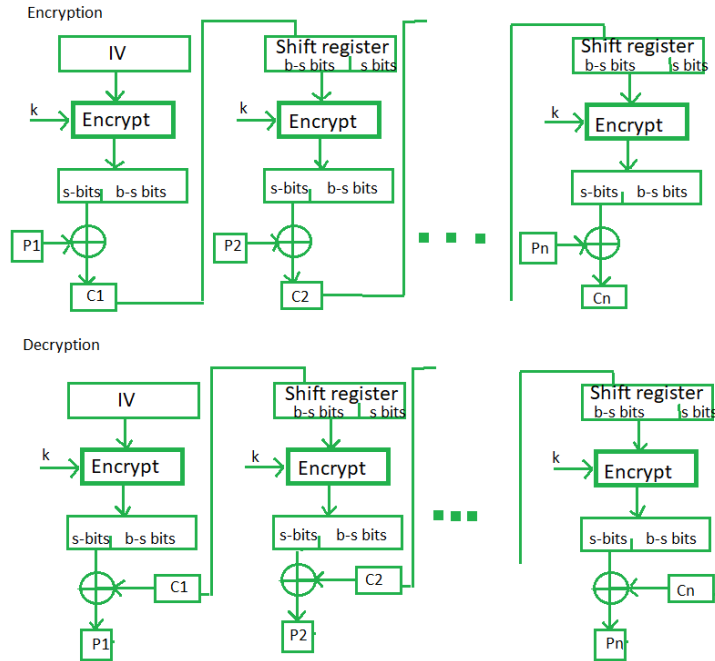 Encryption
IV
Shift register
b-s bits s bits
Shift register
b-s bits s bits
k
Encrypt
k
Encrypt
k
Encrypt
s-bits b-s bits
s-bits b-s bits
s-bits b-s bits
P1
P2
Pn
C1
C2
Cn
Decryption
IV
Shift register
b-s bits s bits
Shift register
b-s bits s bits
k
Encrypt
k
Encrypt
k
Encrypt
s-bits b-s bits
s-bits b-s bits
s-bits b-s bits
C1
C2
Cn
P1
P2
Pn